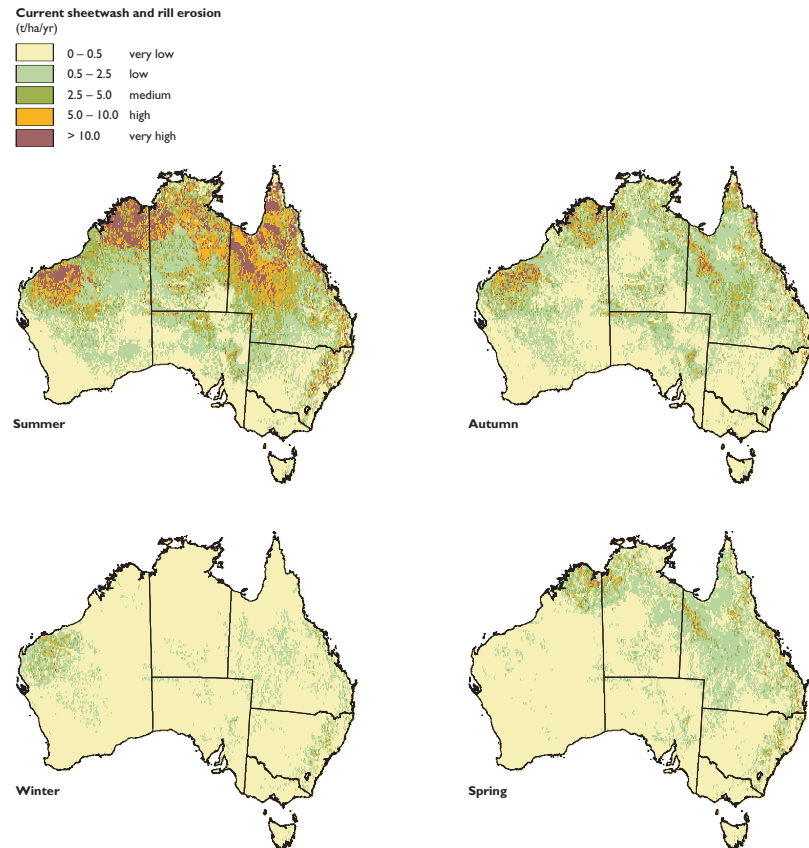 Current sheetwash and rill erosion
(t/ha/yr)
0 – 0.5 very low
0.5 – 2.5 low
2.5 – 5.0 medium
5.0 – 10.0 high
> 10.0 very high
Summer
Autumn
Winter
Spring